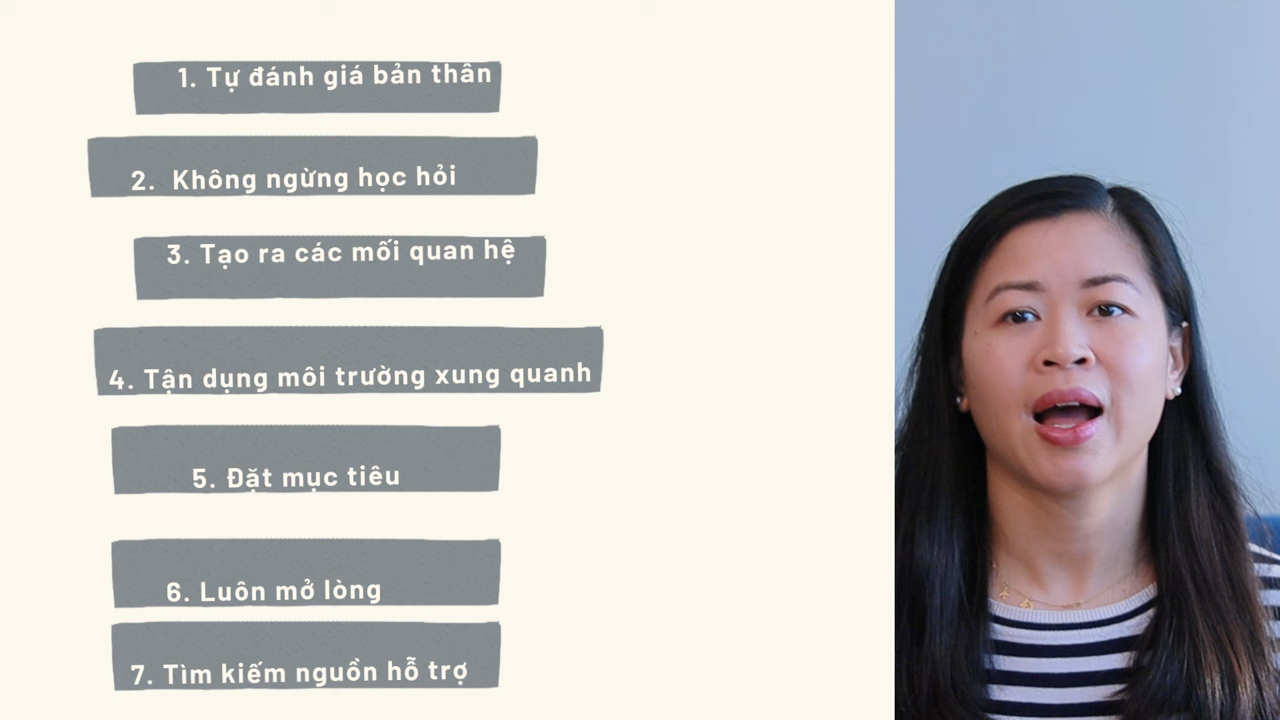 1. Tự đánh giá bản thân
2. Không ngừng học hỏi
3. Tạo ra các mối quan hệ
4. Tận dụng môi trường xung quanh
5. Đặt mục tiêu
6. Luôn mở lòng
7. Tìm kiếm nguồn hỗ trợ